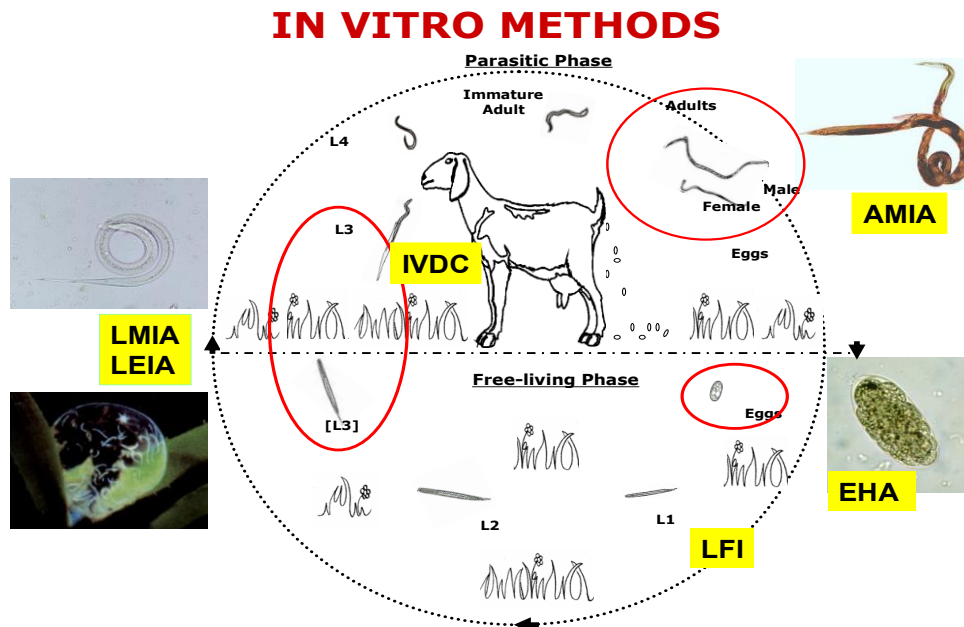 IN VITRO METHODS
Parasitic Phase
Immature
Adult
Adults
L4
Male
Female
AMIA
L3
IVDC
Eggs
LMIA
LEIA
Free-living Phase
[L3]
Eggs
EHA
L2
L1
LFI